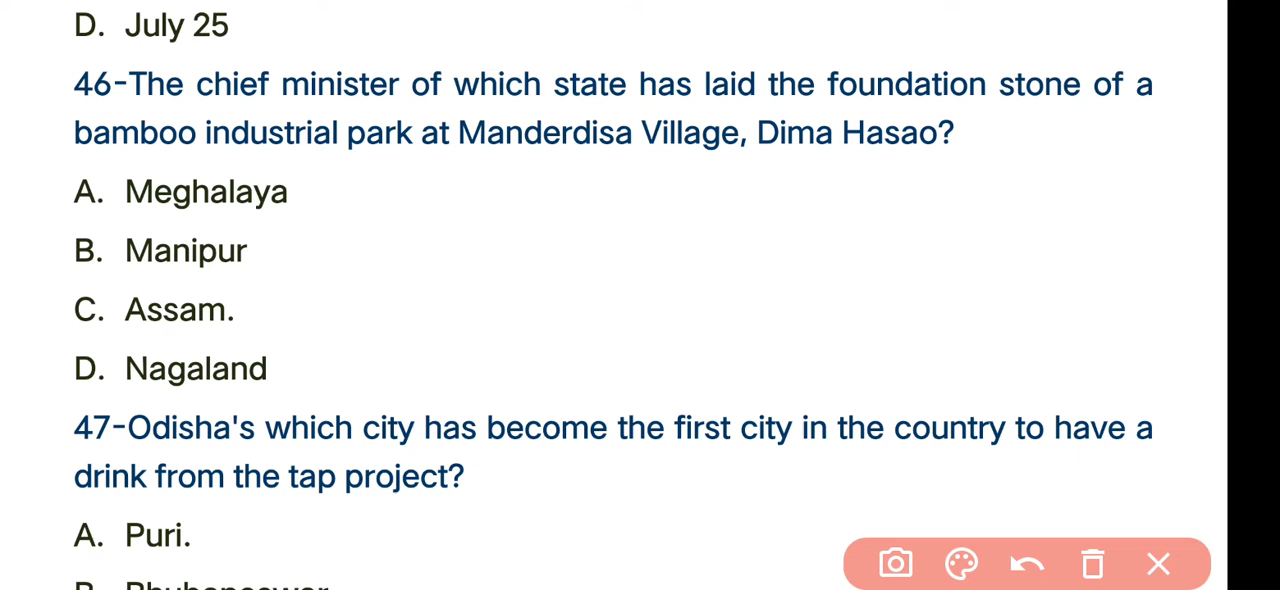 D. July 25
46-The chief minister of which state has laid the foundation stone of a
bamboo industrial park at Manderdisa Village, Dima Hasao?
A. Meghalaya
B. Manipur
C. Assam.
D. Nagaland
47-Odisha's which city has become the first city in the country to have a
drink from the tap project?
A. Puri.
B. Bhubaneswar